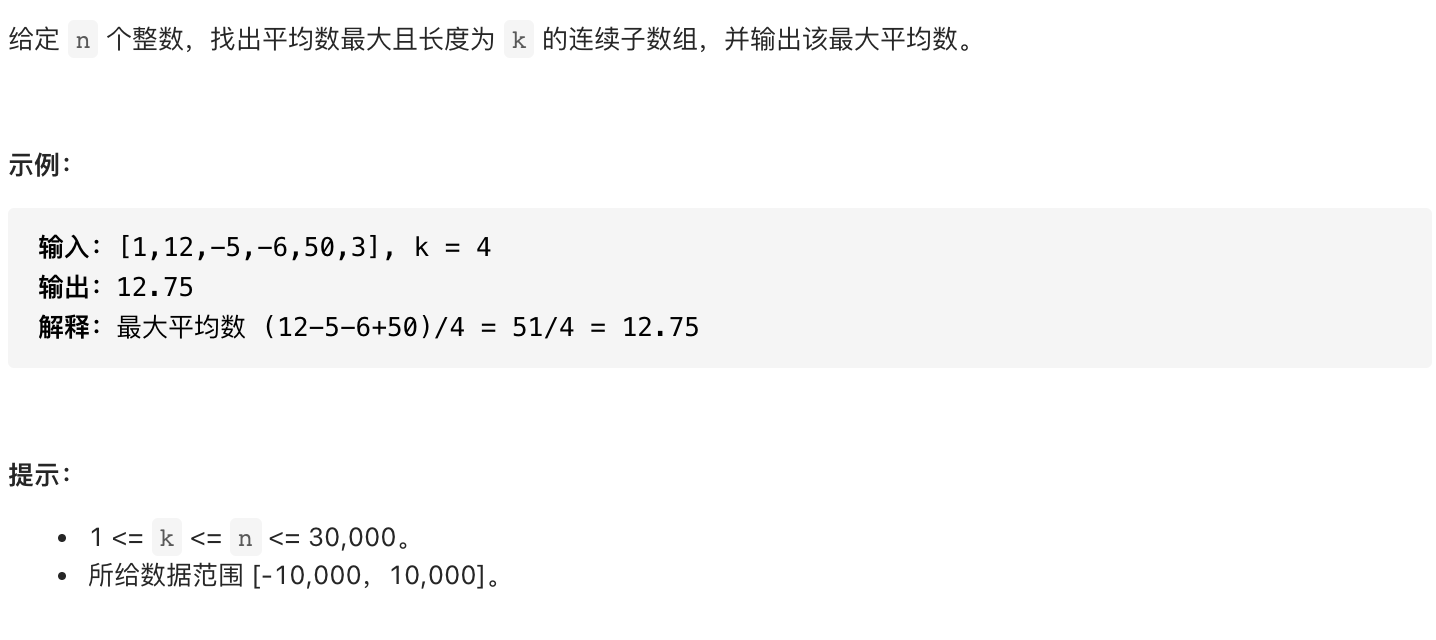 给定 n 个整数，找出平均数最大且长度为 k 的连续子数组，并输出该最大平均数。
示例：
输入：[1,12,-5,-6,50,3], k = 4
输出：12.75
解释：最大平均数 (12-5-6+50)/4 = 51/4 = 12.75
提示：
• 1 <= k <= n <= 30,000。
• 所给数据范围 [-10,000，10,000]。